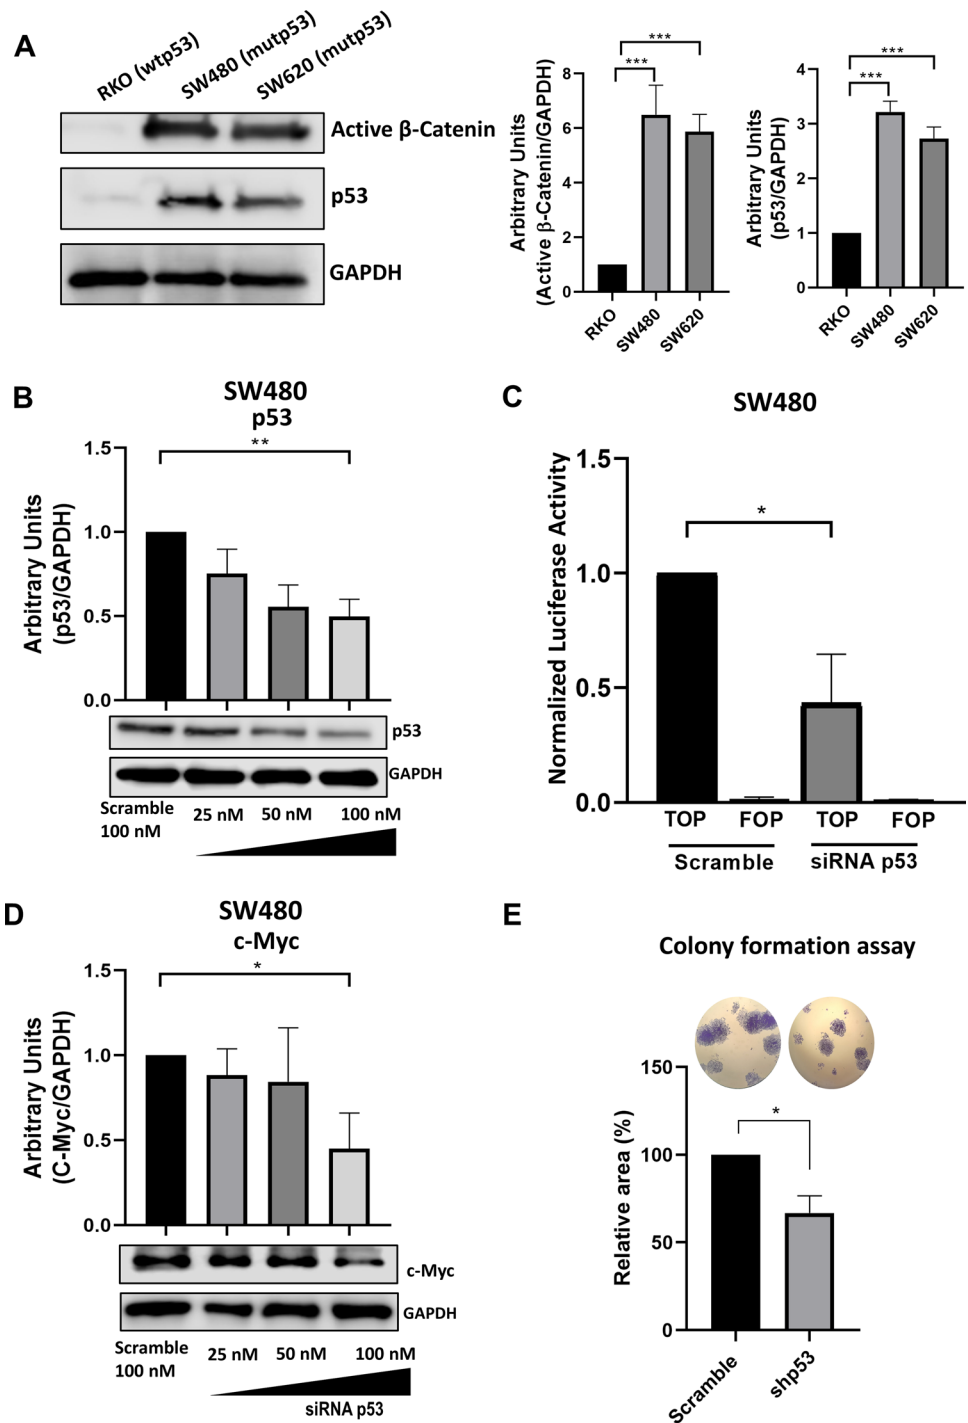 A
RKO (wtp53)
SW480 (mutp53)
SW620 (mutp53)
Active β-Catenin
p53
GAPDH
Arbitrary Units
(Active β-Catenin/GAPDH)
8
6
4
2
0
***
***
RKO
SW480
SW620
Arbitrary Units
(p53/GAPDH)
4
3
2
1
0
***
***
RKO
SW480
SW620
B
SW480
p53
**
Arbitrary Units
(p53/GAPDH)
1.5
1.0
0.5
0.0
p53
GAPDH
Scramble
100 nM
25 nM
50 nM
100 nM
C
SW480
Normalized Luciferase Activity
1.5
1.0
0.5
0.0
*
TOP
FOP
TOP
FOP
Scramble
siRNA p53
D
SW480
c-Myc
*
Arbitrary Units
(C-Myc/GAPDH)
1.5
1.0
0.5
0.0
c-Myc
GAPDH
Scramble
100 nM
25 nM
50 nM
100 nM
siRNA p53
E
Colony formation assay
Relative area (%)
150
100
50
0
*
Scramble
shp53